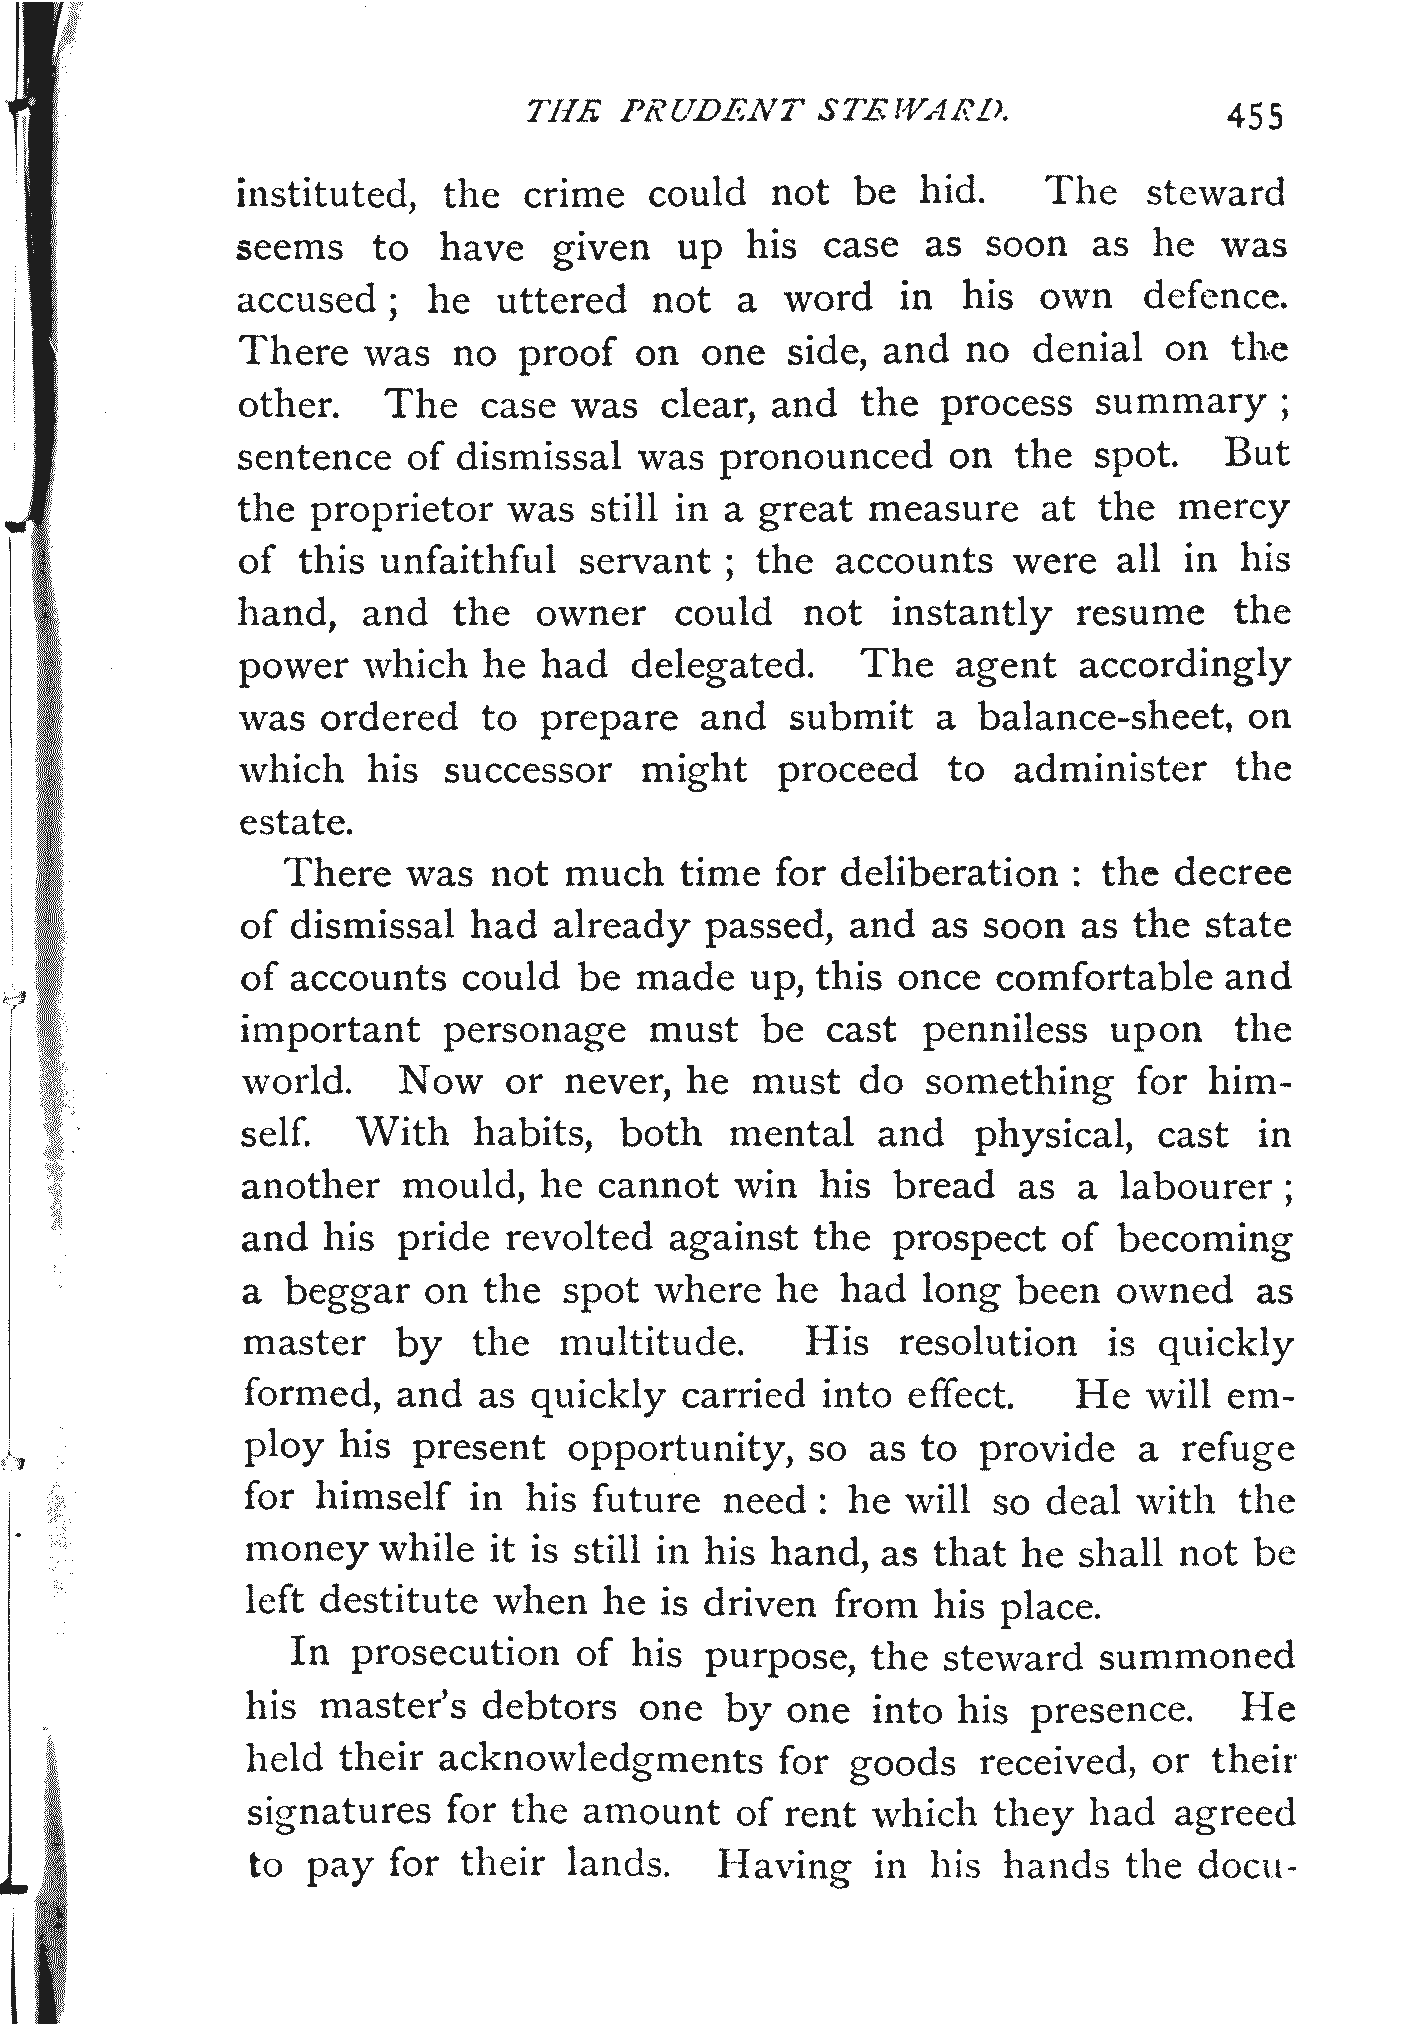 THE PRUDENT STEWARD. 455
instituted, the crime could not be hid. The steward
seems to have given up his case as soon as he was
accused ; he uttered not a word in his own defence.
There was no proof on one side, and no denial on the
other. The case was clear, and the process summary ;
sentence of dismissal was pronounced on the spot. But
the proprietor was still in a great measure at the mercy
of this unfaithful servant ; the accounts were all in his
hand, and the owner could not instantly resume the
power which he had delegated. The agent accordingly
was ordered to prepare and submit a balance-sheet, on
which his successor might proceed to administer the
estate.
There was not much time for deliberation : the decree
of dismissal had already passed, and as soon as the state
of accounts could be made up, this once comfortable and
important personage must be cast penniless upon the
world. Now or never, he must do something for him-
self. With habits, both mental and physical, cast in
another mould, he cannot win his bread as a labourer ;
and his pride revolted against the prospect of becoming
a beggar on the spot where he had long been owned as
master by the multitude. His resolution is quickly
formed, and as quickly carried into effect. He will em-
ploy his present opportunity, so as to provide a refuge
for himself in his future need : he will so deal with the
money while it is still in his hand, as that he shall not be
left destitute when he is driven from his place.
In prosecution of his purpose, the steward summoned
his master's debtors one by one into his presence. He
held their acknowledgments for goods received, or their
signatures for the amount of rent which they had agreed
to pay for their lands. Having in his hands the docu-